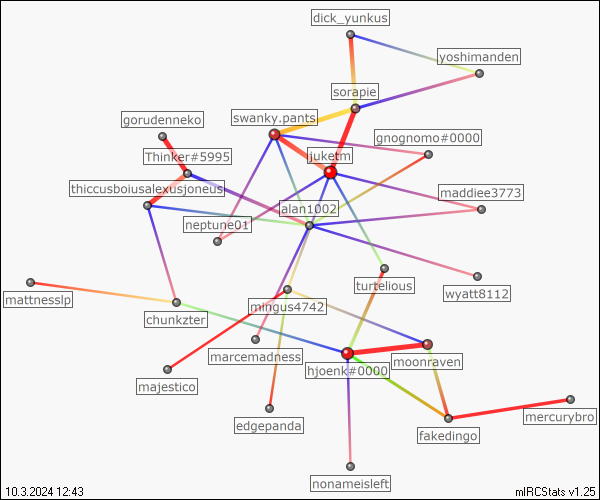 dick_yunkus
yoshimanden
sorapie
swanky.pants
gorudenneko
gnognomo#0000
Thinker#5995
juketm
thiccusboiusalexusjoneus
maddiee3773
alan1002
neptune01
turtelious
wyatt8112
mattnesslp
mingus4742
chunkzter
marcemadness
moonraven
hjoenk#0000
majestico
mercurybro
edgepanda
fakedingo
nonameisleft
10.3.2024 12:43
mIRCStats v1.25